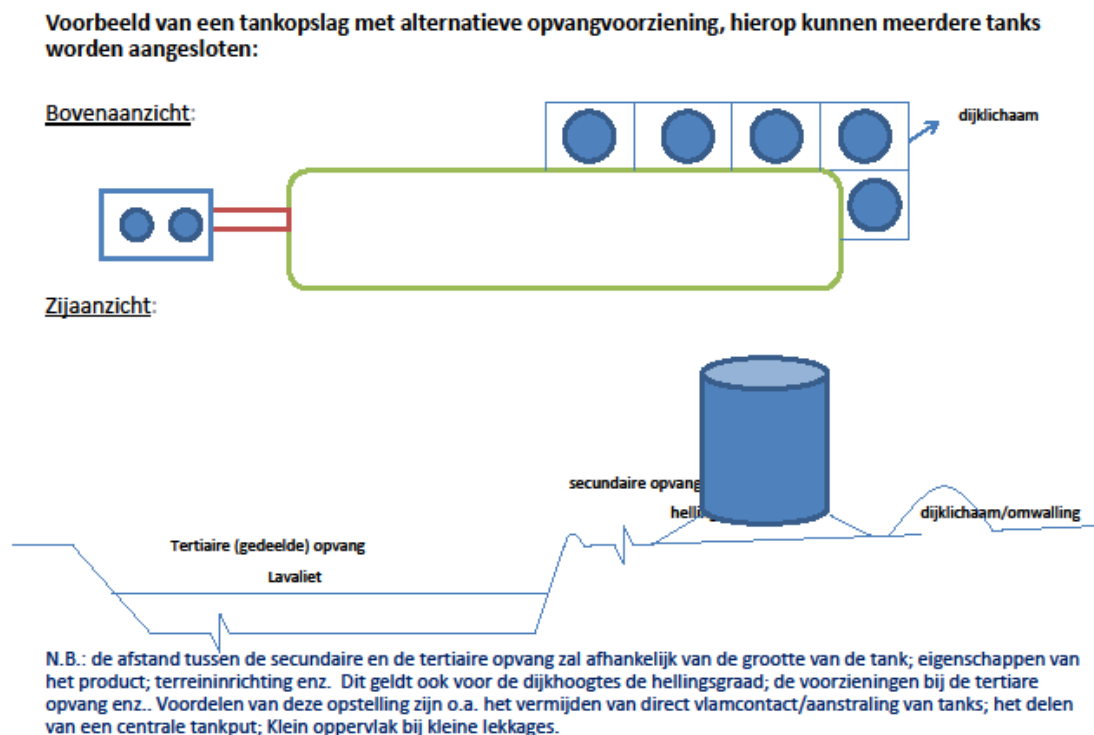 Voorbeeld van een tankopslag met alternatieve opvangvoorziening, hierop kunnen meerdere tanks
worden aangesloten:
Bovenaanzicht:
dijklichaam
Zijaanzicht:
secundaire opvang
helling
dijklichaam/omwalling
Tertiaire (gedeelde) opvang
Lavaliet
N.B.: de afstand tussen de secundaire en de tertiaire opvang zal afhankelijk van de grootte van de tank; eigenschappen van
het product; terreininrichting enz. Dit geldt ook voor de dijkhoogtes de hellingsgraad; de voorzieningen bij de tertiare
opvang enz.. Voordelen van deze opstelling zijn o.a. het vermijden van direct vlamcontact/aanstraling van tanks; het delen
van een centrale tankput; Klein oppervlak bij kleine lekkages.